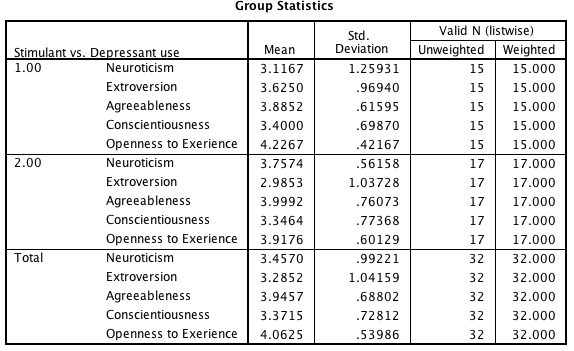 Group Statistics
Stimulant vs. Depressant use Mean Std. Deviation Valid N (listwise)
Unweighted Weighted
1.00 Neuroticism 3.1167 1.25931 15 15.000
Extroversion 3.6250 .96940 15 15.000
Agreeableness 3.8852 .61595 15 15.000
Conscientiousness 3.4000 .69870 15 15.000
Openness to Exerience 4.2267 .42167 15 15.000
2.00 Neuroticism 3.7574 .56158 17 17.000
Extroversion 2.9853 1.03728 17 17.000
Agreeableness 3.9992 .76073 17 17.000
Conscientiousness 3.3464 .77368 17 17.000
Openness to Exerience 3.9176 .60129 17 17.000
Total Neuroticism 3.4570 .99221 32 32.000
Extroversion 3.2852 1.04159 32 32.000
Agreeableness 3.9457 .68802 32 32.000
Conscientiousness 3.3715 .72812 32 32.000
Openness to Exerience 4.0625 .53986 32 32.000